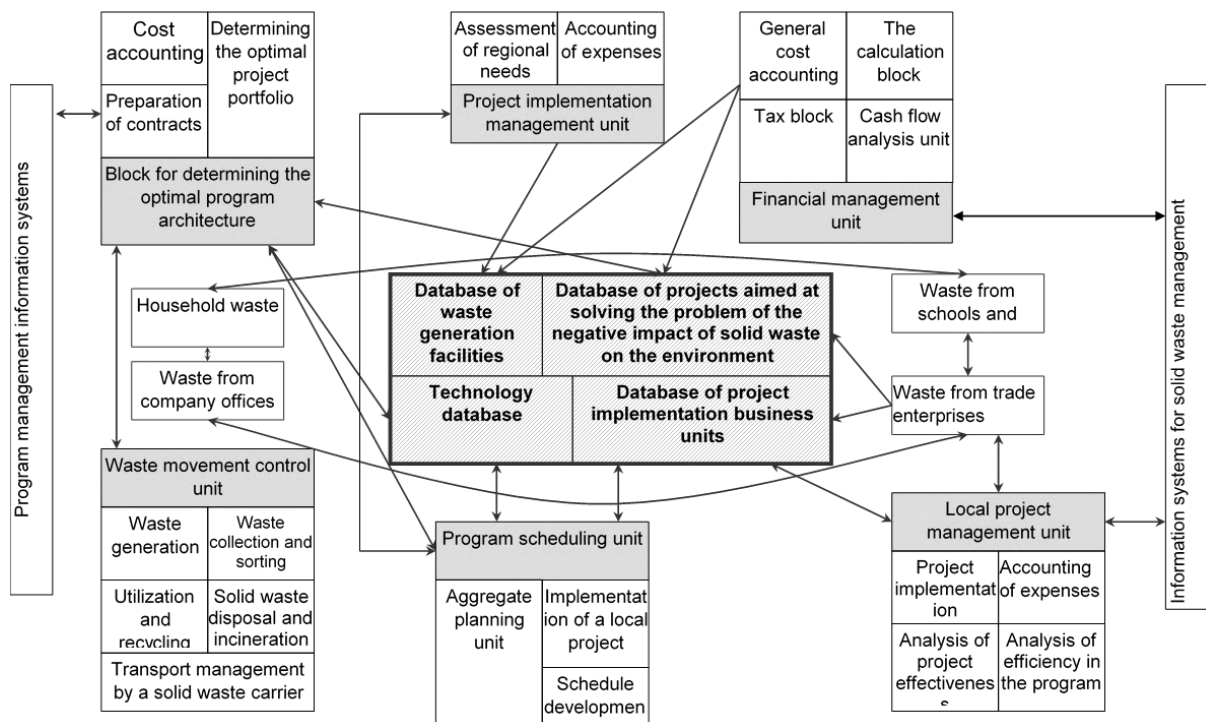 Program management information systems
Cost
accounting
Determining the
optimal
project
portfolio
Preparation
of contracts
Block for determining the
optimal program
architecture
Assessment
of regional
needs
Accounting
of expenses
Project implementation
management unit
General
cost
accounting
The
calculation
block
Tax block
Cash flow
analysis unit
Financial management
unit
Information systems for solid waste management
Household waste
Waste from
company offices
Database of
waste
generation
facilities
Database of projects aimed at
solving the problem of the
negative impact of solid waste
on the environment
Technology
database
Database of project
implementation business
units
Waste from
schools and
Waste from trade
enterprises
Waste movement control
unit
Waste
generation
Waste
collection and
sorting
Utilization and
recycling
Solid waste
disposal and
incineration
Transport management
by a solid waste carrier
Program scheduling unit
Aggregate
planning
unit
Implementat
ion of a local
project
Schedule
developmen
Local project
management unit
Project
implementat
ion
Accounting
of expenses
Analysis of
project
effectivenes
s
Analysis of
efficiency in
the program